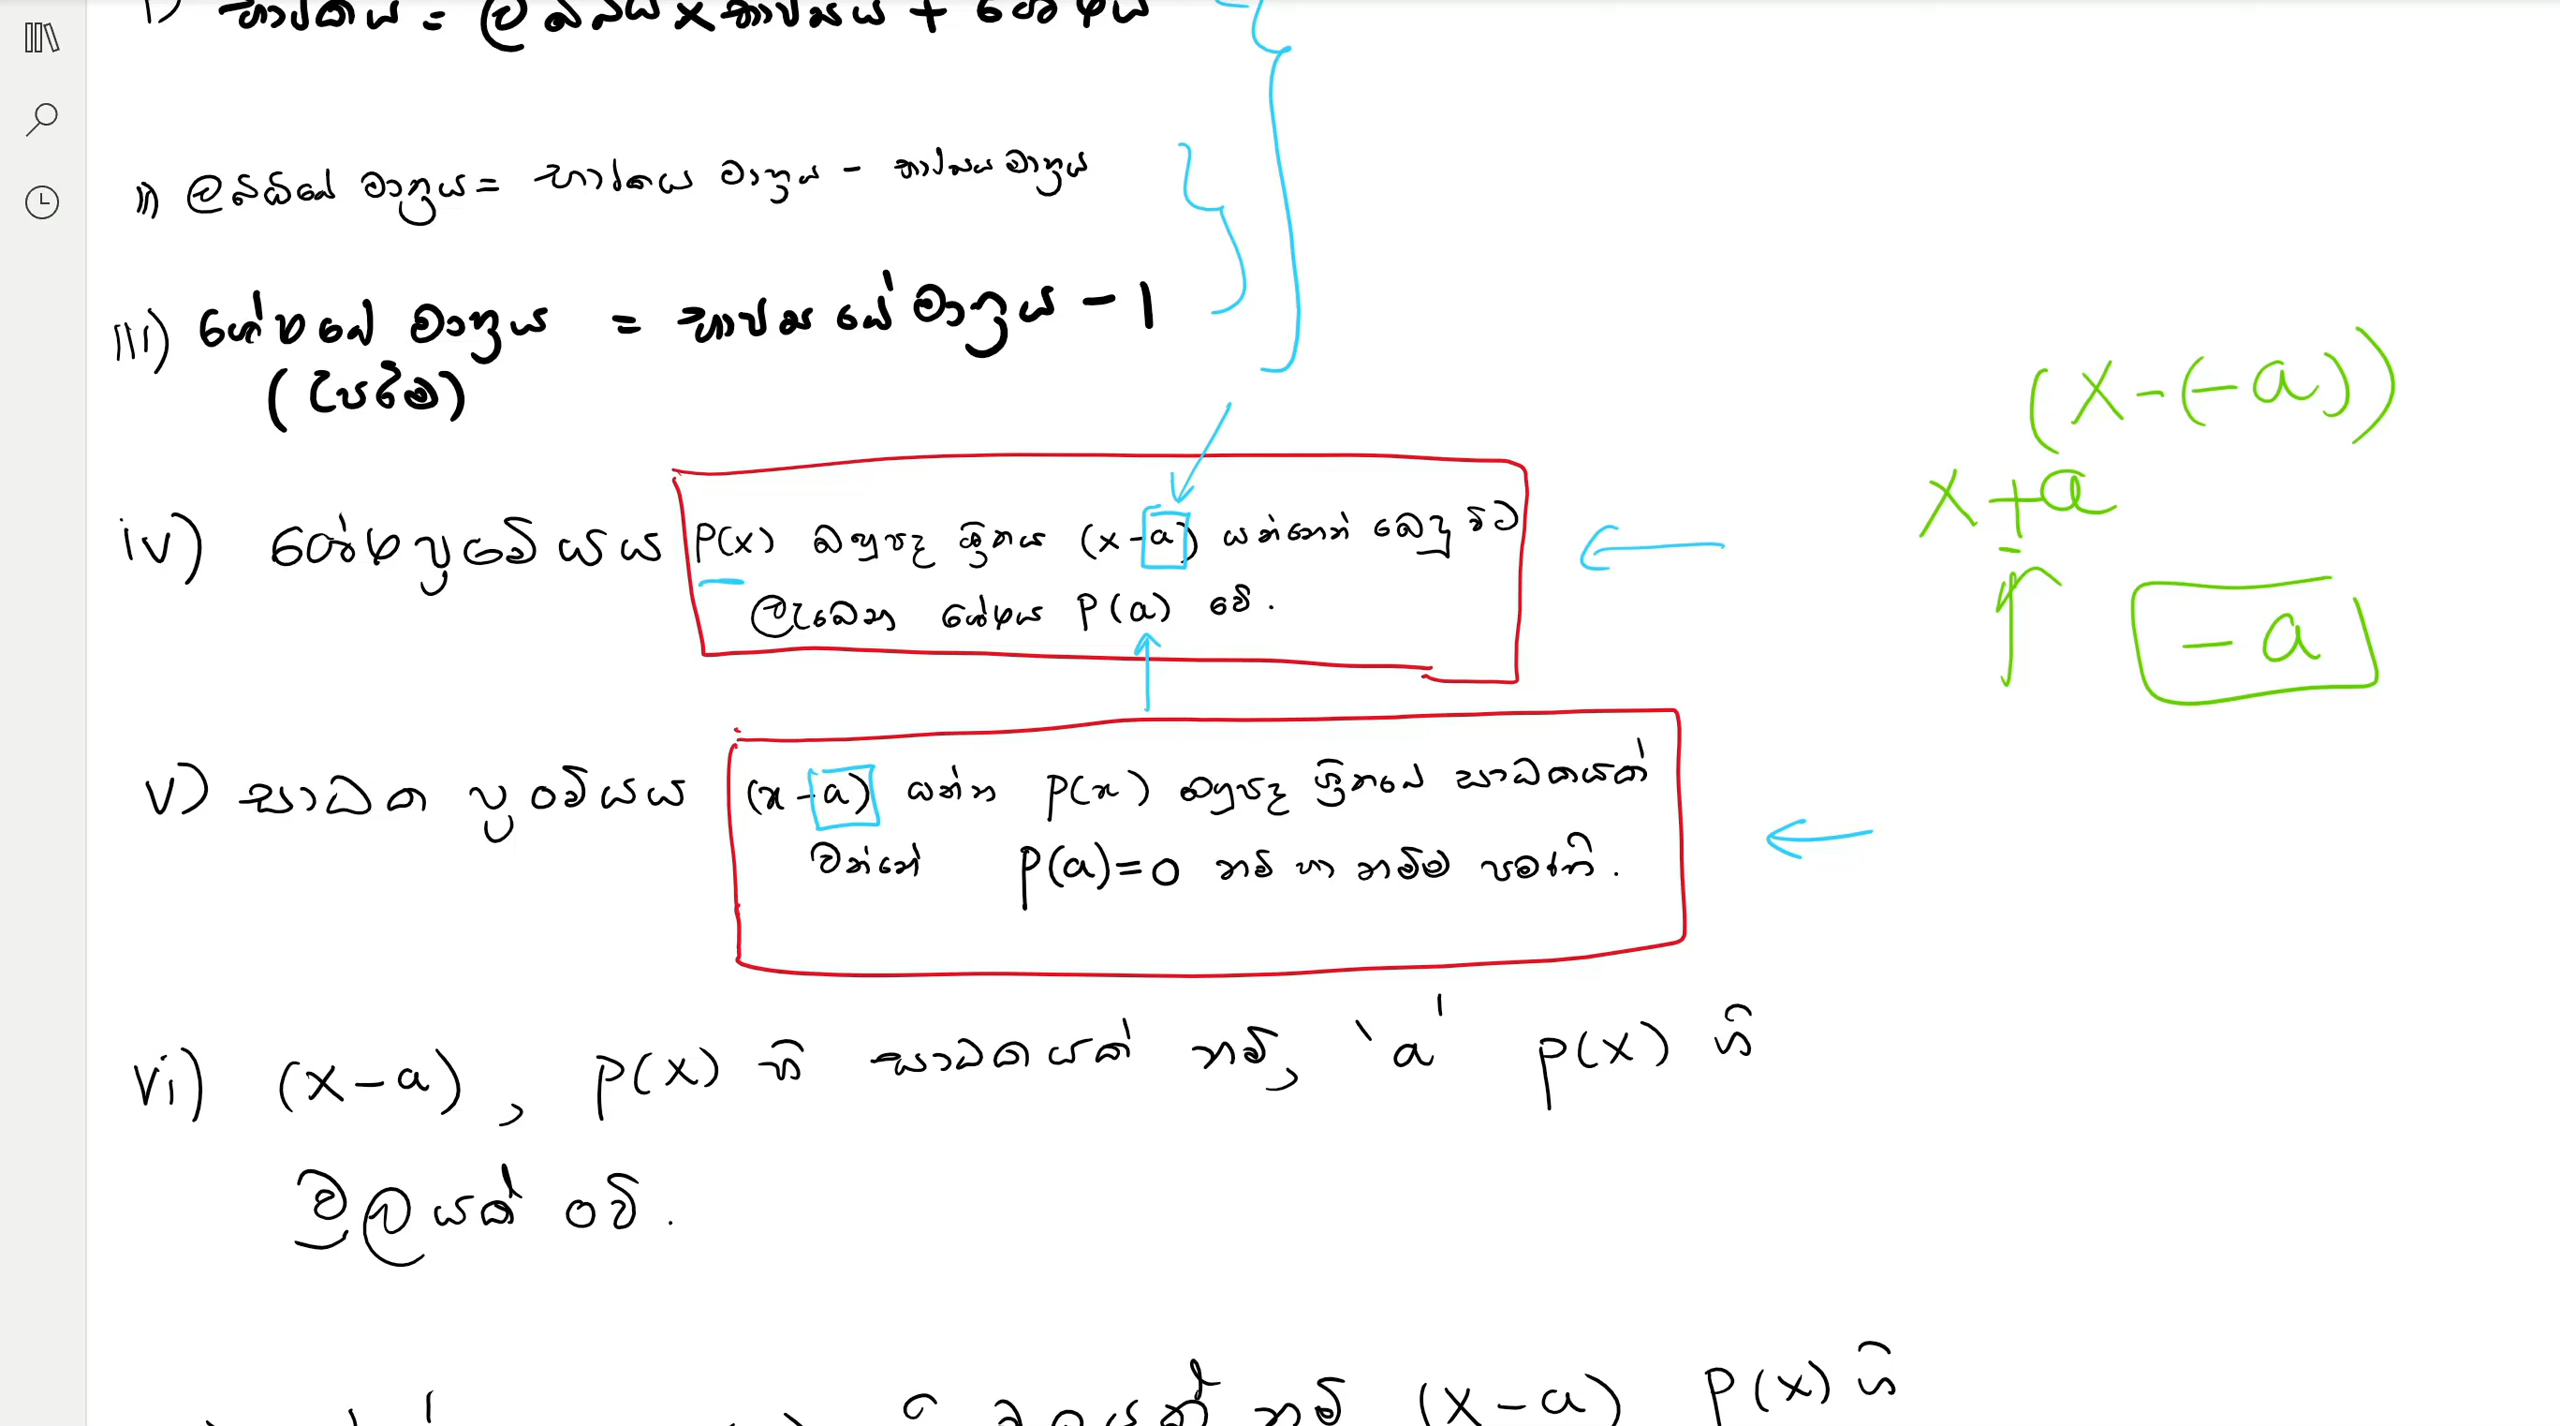 භාජ්‍යය = ලබ්ධිය x භාජකය + ශේෂය
ii) ලබ්ධියේ මාත්‍රය = භාජ්‍යය මාත්‍රය - භාජකය මාත්‍රය
iii) ශේෂයේ මාත්‍රය = භාජකයේ මාත්‍රය - 1
(උපරිම)
(x-(-a))
x+a
iv) ශේෂ ප්‍රමේයය P(x) බහුපද ශ්‍රිතය (x-a) යන්නෙන් බෙදූ විට
ලැබෙන ශේෂය P(a) වේ.
-a
v) සාධක ප්‍රමේයය (x-a) යන්න P(x) බහුපද ශ්‍රිතයේ සාධකයක්
වන්නේ P(a)=0 නම් හා නම්ම පමණි.
vi) (x-a), P(x) හි සාධකයක් නම්, 'a' P(x) හි
මූලයක් වේ.
මූලයක් නම් (x-a) P(x) හි